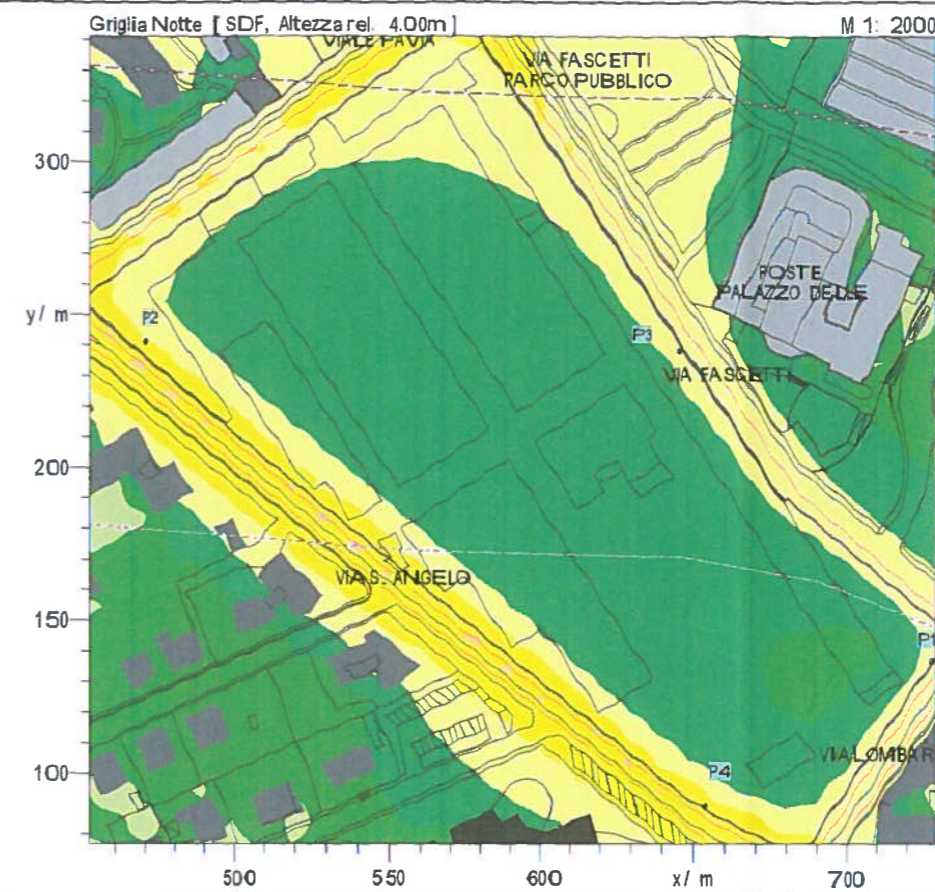 Griglia Notte [ SDF, Altezza rel. 4.00m ]
M 1: 2000
VIALE PAVIA
VIA FASCETTI
PARCO PUBBLICO
300
POSTE
PALAZZO DELLE
y/ m
P2
P3
VIA FASCETTI
200
VIA S. ANGELO
150
P1
100
P4
VIA LOMBAR
500
550
600
x/ m
700